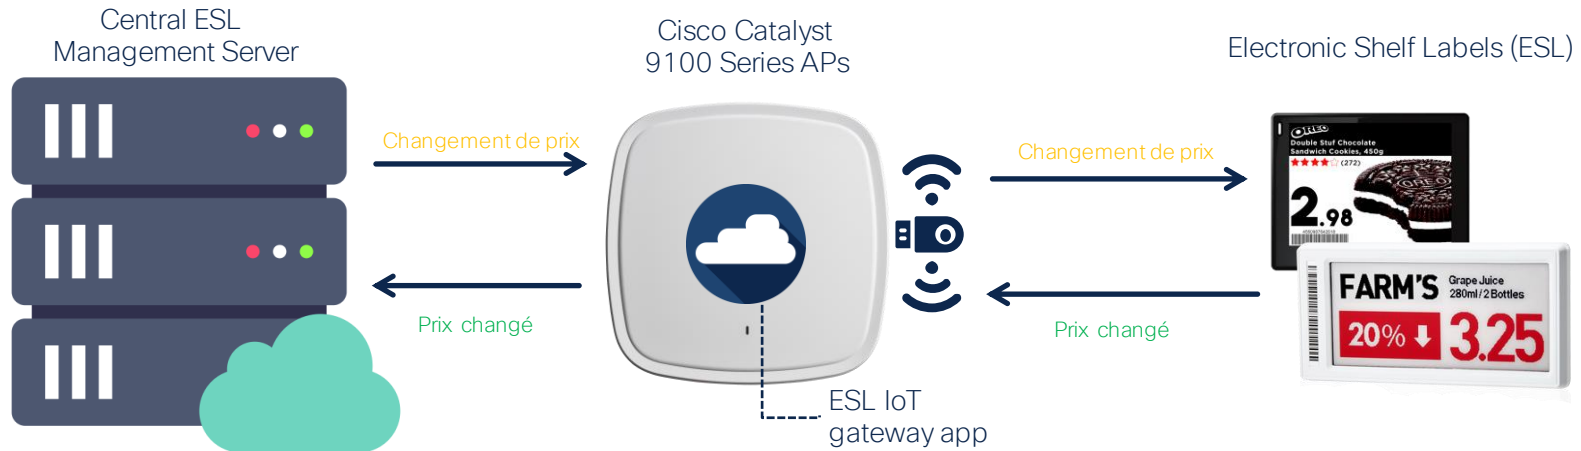 Central ESL
Management Server
Cisco Catalyst
9100 Series APs
Electronic Shelf Labels (ESL)
Changement de prix
Changement de prix
Prix changé
Prix changé
ESL IoT
gateway app
OREO
Double Stuf Chocolate
Sandwich Cookies, 450g
(272)
2.98
OREO
FARM'S
Grape Juice
280ml/2 Bottles
20%
3.25